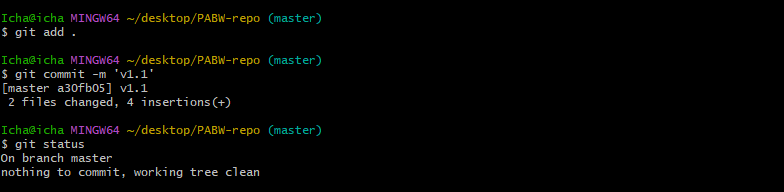 Icha@icha MINGW64 ~/desktop/PABW-repo (master)
$ git add .
Icha@icha MINGW64 ~/desktop/PABW-repo (master)
$ git commit -m 'v1.1'
[master a30fb05] v1.1
 2 files changed, 4 insertions(+)
Icha@icha MINGW64 ~/desktop/PABW-repo (master)
$ git status
On branch master
nothing to commit, working tree clean